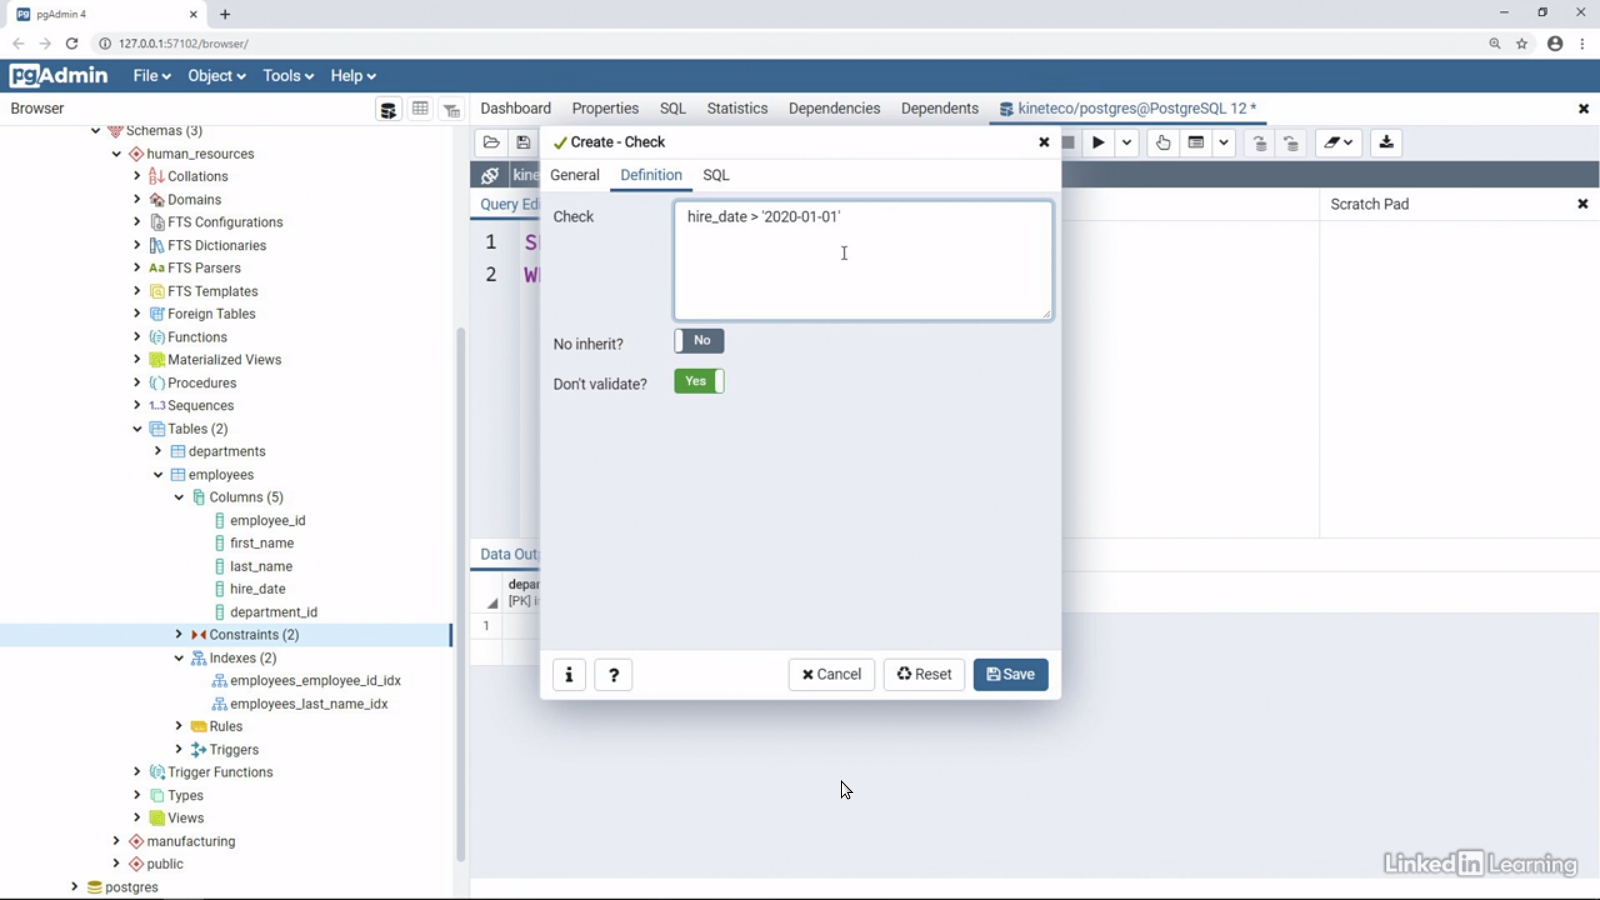 pgAdmin 4
127.0.0.1:57102/browser/
pgAdmin
File
Object
Tools
Help
Browser
Dashboard
Properties
SQL
Statistics
Dependencies
Dependents
kineteco/postgres@PostgreSQL 12 *
Schemas (3)
human_resources
Collations
Domains
FTS Configurations
FTS Dictionaries
Aa FTS Parsers
FTS Templates
Foreign Tables
Functions
Materialized Views
Procedures
1..3 Sequences
Tables (2)
departments
employees
Columns (5)
employee_id
first_name
last_name
hire_date
department_id
Constraints (2)
Indexes (2)
employees_employee_id_idx
employees_last_name_idx
Rules
Triggers
Trigger Functions
Types
Views
manufacturing
public
postgres
Create - Check
General
Definition
SQL
Check
hire_date > '2020-01-01'
No inherit?
No
Don't validate?
Yes
i
?
Cancel
Reset
Save
kine
Query Ed
1
2
Scratch Pad
Data Out
depar
[PK] i
1
LinkedIn Learning